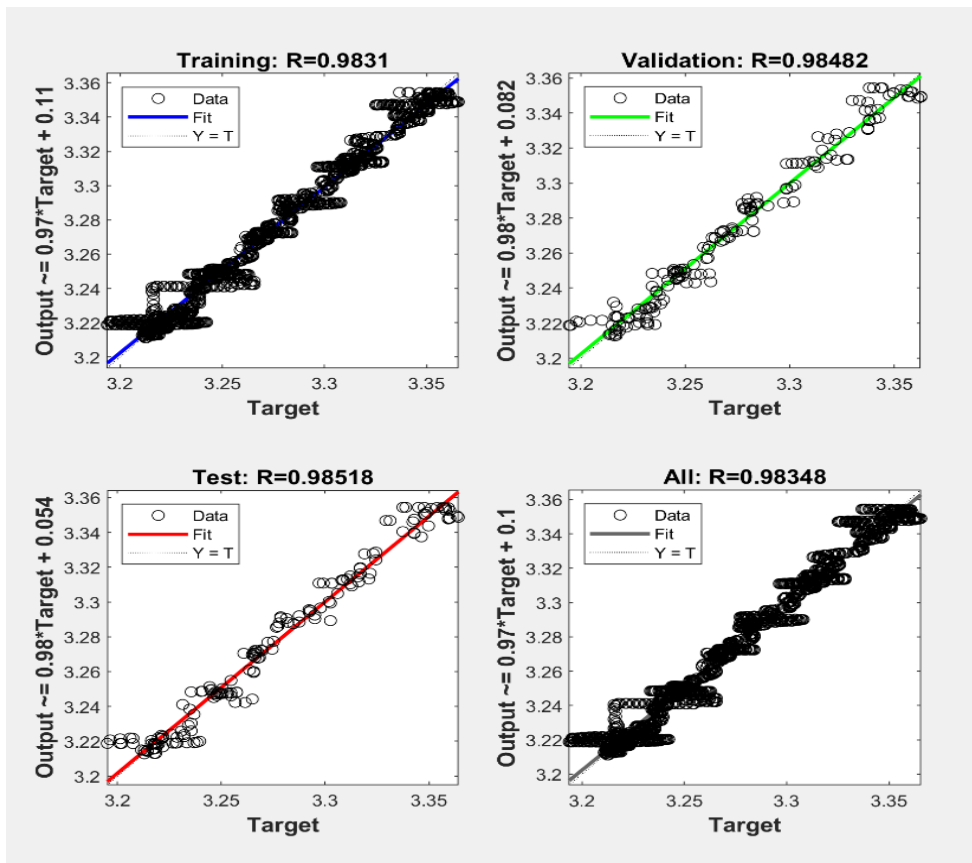 Training: R=0.9831
Output ~= 0.97*Target + 0.11
3.36
3.34
3.32
3.3
3.28
3.26
3.24
3.22
3.2
Data
Fit
Y = T
3.2
3.25
3.3
3.35
Target
Validation: R=0.98482
Output ~= 0.98*Target + 0.082
3.36
3.34
3.32
3.3
3.28
3.26
3.24
3.22
3.2
Data
Fit
Y = T
3.2
3.25
3.3
3.35
Target
Test: R=0.98518
Output ~= 0.98*Target + 0.054
3.36
3.34
3.32
3.3
3.28
3.26
3.24
3.22
3.2
Data
Fit
Y = T
3.2
3.25
3.3
3.35
Target
All: R=0.98348
Output ~= 0.97*Target + 0.1
3.36
3.34
3.32
3.3
3.28
3.26
3.24
3.22
3.2
Data
Fit
Y = T
3.2
3.25
3.3
3.35
Target